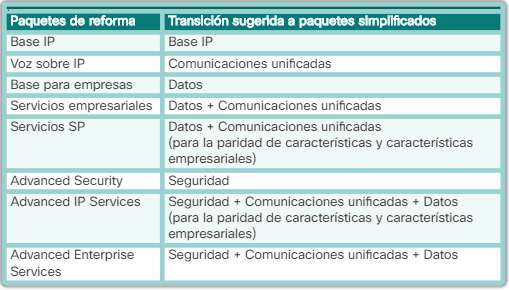 Paquetes de reforma	Transición sugerida a paquetes simplificados
Base IP	Base IP
Voz sobre IP	Comunicaciones unificadas
Base para empresas	Datos
Servicios empresariales	Datos + Comunicaciones unificadas
Servicios SP	Datos + Comunicaciones unificadas
(para la paridad de características y características
empresariales)
Advanced Security	Seguridad
Advanced IP Services	Seguridad + Comunicaciones unificadas + Datos
(para la paridad de características y características
empresariales)
Advanced Enterprise	Seguridad + Comunicaciones unificadas + Datos
Services